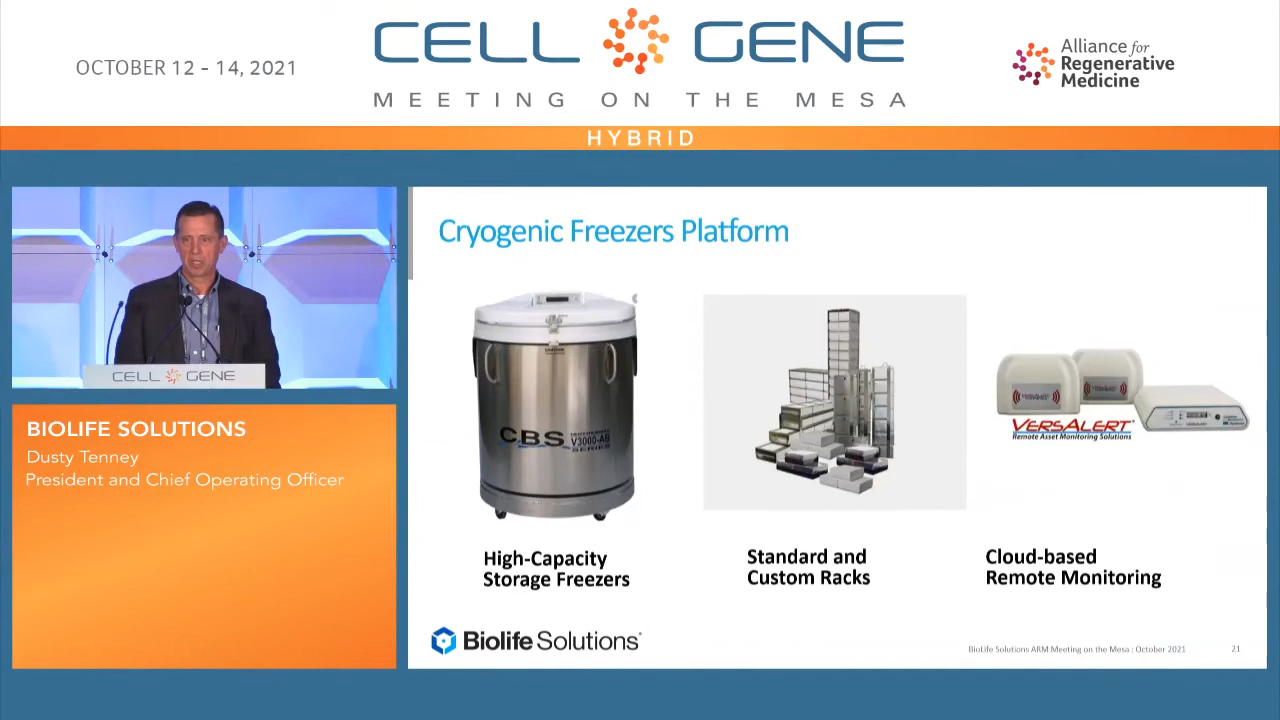 OCTOBER 12 - 14, 2021
CELL GENE
MEETING ON THE MESA
Alliance for
Regenerative
Medicine
HYBRID
CELL GENE
BIOLIFE SOLUTIONS
Dusty Tenney
President and Chief Operating Officer
Cryogenic Freezers Platform
CBS
V3000-AB
SERIES
VERSALERT
Remote Asset Monitoring Solutions
High-Capacity
Storage Freezers
Standard and
Custom Racks
Cloud-based
Remote Monitoring
Biolife Solutions
BioLife Solutions ARM Meeting on the Mesa : October 2021
21